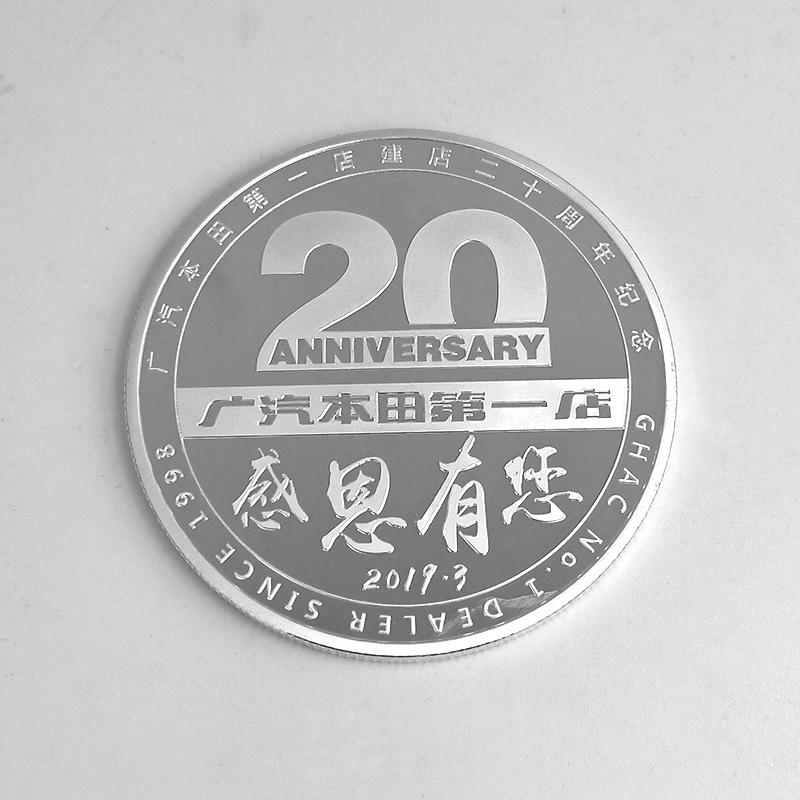 广汽本田第一店建店二十周年纪念
20
ANNIVERSARY
广汽本田第一店
感恩有您
2019.3
GHAC No.1 DEALER SINCE 1998